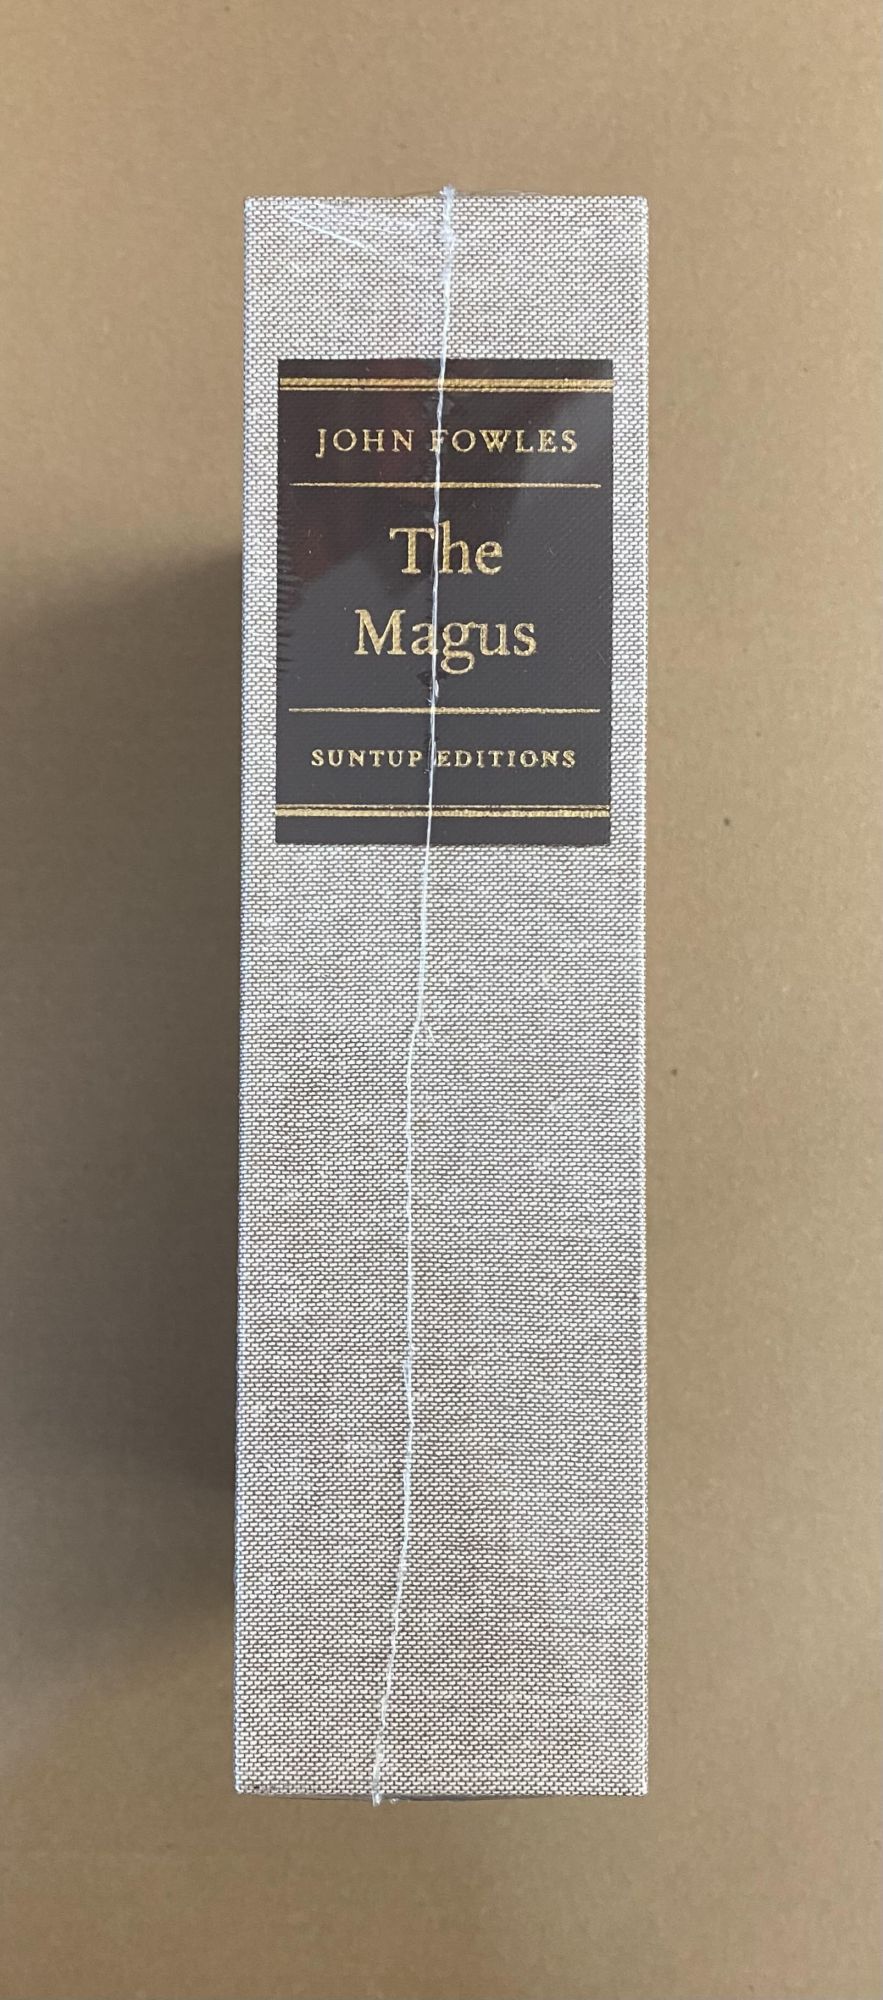 JOHN FOWLES
The
Magus
SUNTUP EDITIONS